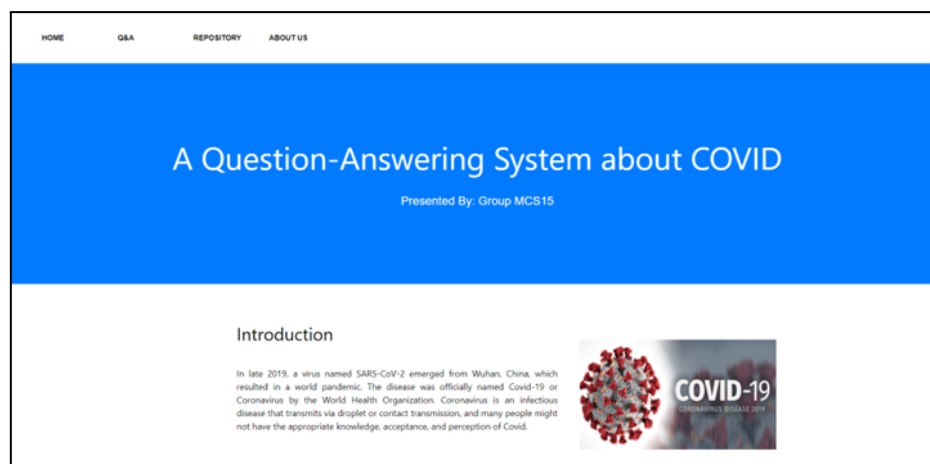 HOME Q&A REPOSITORY ABOUT US
A Question-Answering System about COVID
Presented By: Group MCS15
Introduction
In late 2019, a virus named SARS-CoV-2 emerged from Wuhan, China, which
resulted in a world pandemic. The disease was officially named Covid-19 or
Coronavirus by the World Health Organization. Coronavirus is an infectious
disease that transmits via droplet or contact transmission, and many people might
not have the appropriate knowledge, acceptance, and perception of Covid.
COVID-19
CORONAVIRUS DISEASE 2019